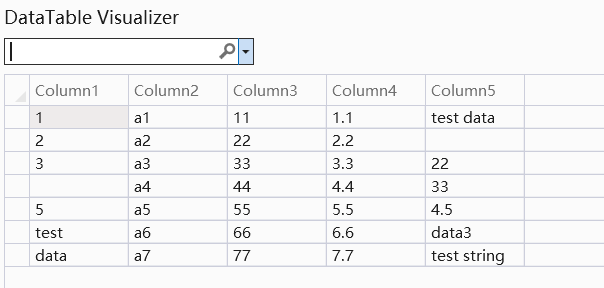 DataTable Visualizer
Column1 Column2 Column3 Column4 Column5
1 a1 11 1.1 test data
2 a2 22 2.2
3 a3 33 3.3 22
a4 44 4.4 33
5 a5 55 5.5 4.5
test a6 66 6.6 data3
data a7 77 7.7 test string